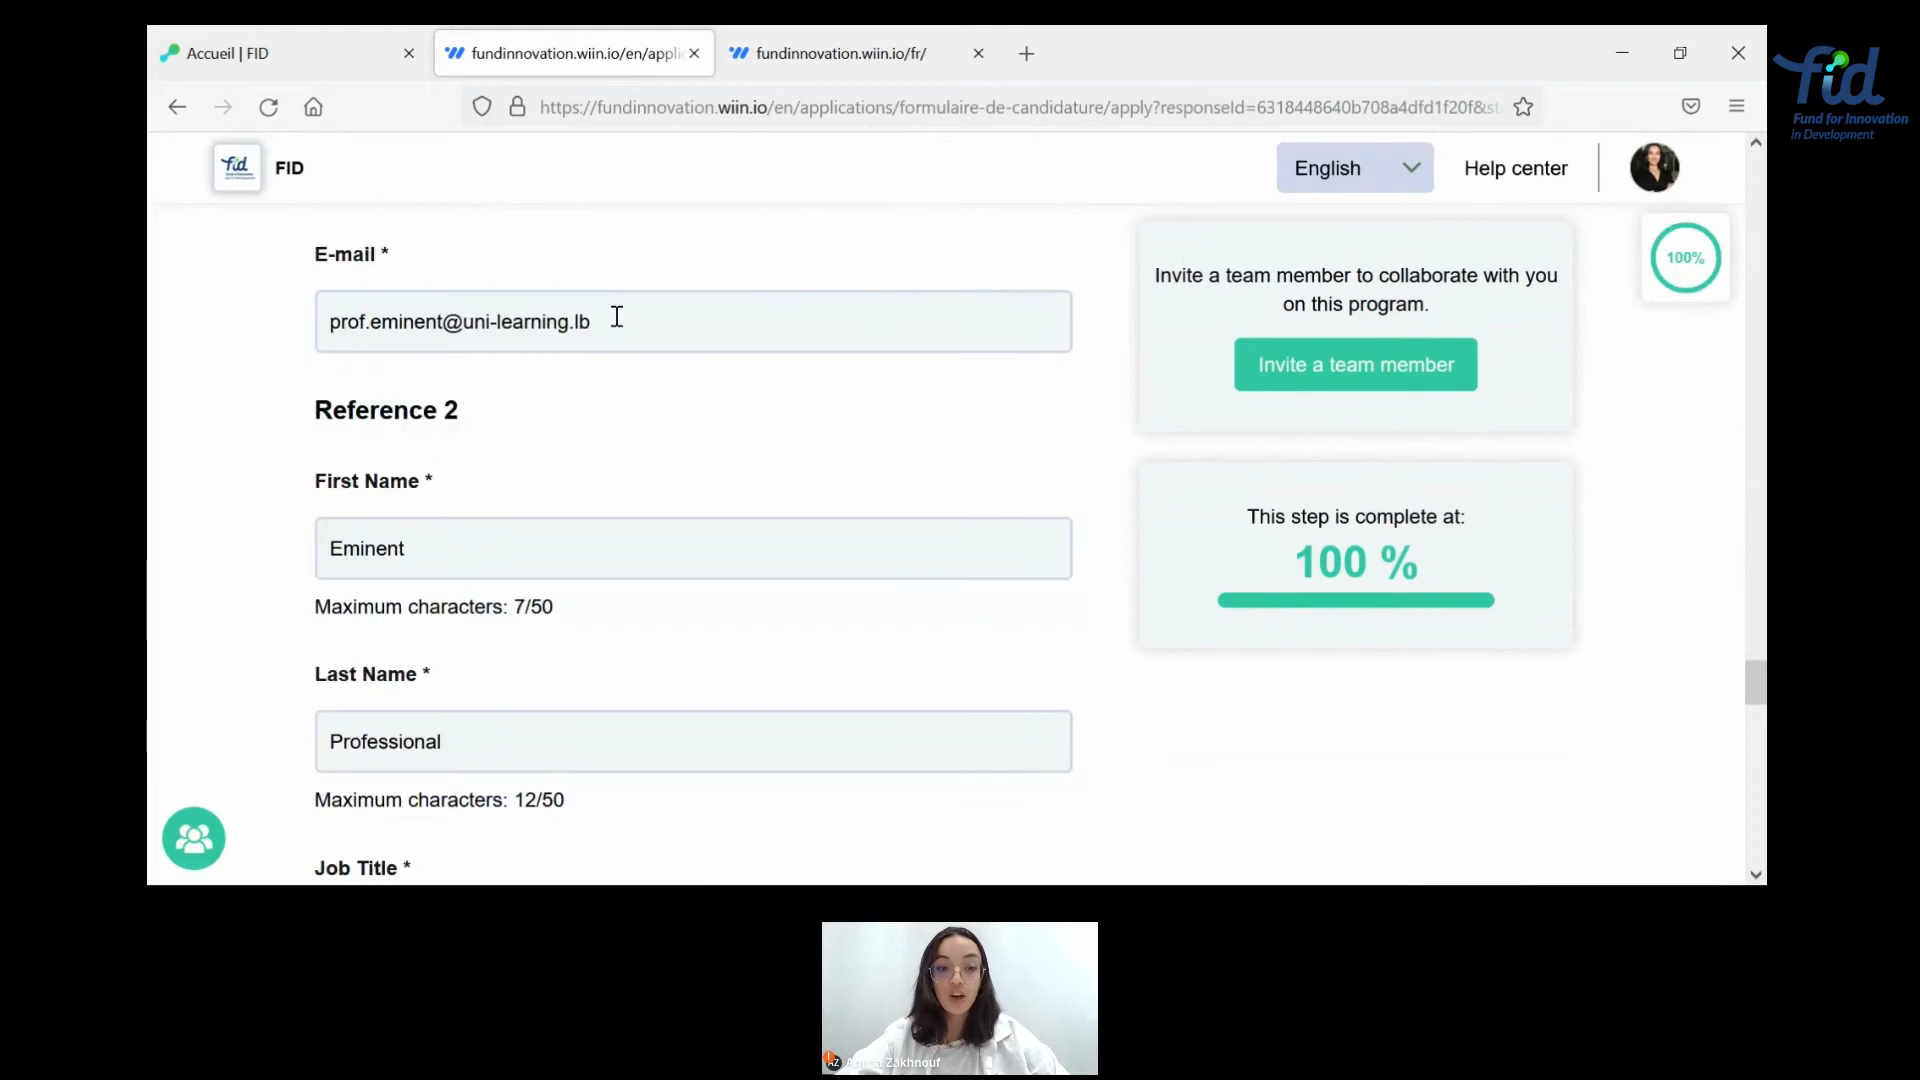 Accueil | FID
fundinnovation.wiin.io/en/appli
fundinnovation.wiin.io/fr/
fid
Fund for Innovation
in Development
https://fundinnovation.wiin.io/en/applications/formulaire-de-candidature/apply?responseId=6318448640b708a4dfd1f20f&st
fid
FID
English
Help center
E-mail *
prof.eminent@uni-learning.lb
Invite a team member to collaborate with you
on this program.
Invite a team member
100%
Reference 2
First Name *
Eminent
Maximum characters: 7/50
This step is complete at:
100 %
Last Name *
Professional
Maximum characters: 12/50
Job Title *
AZ
Zakhnouf